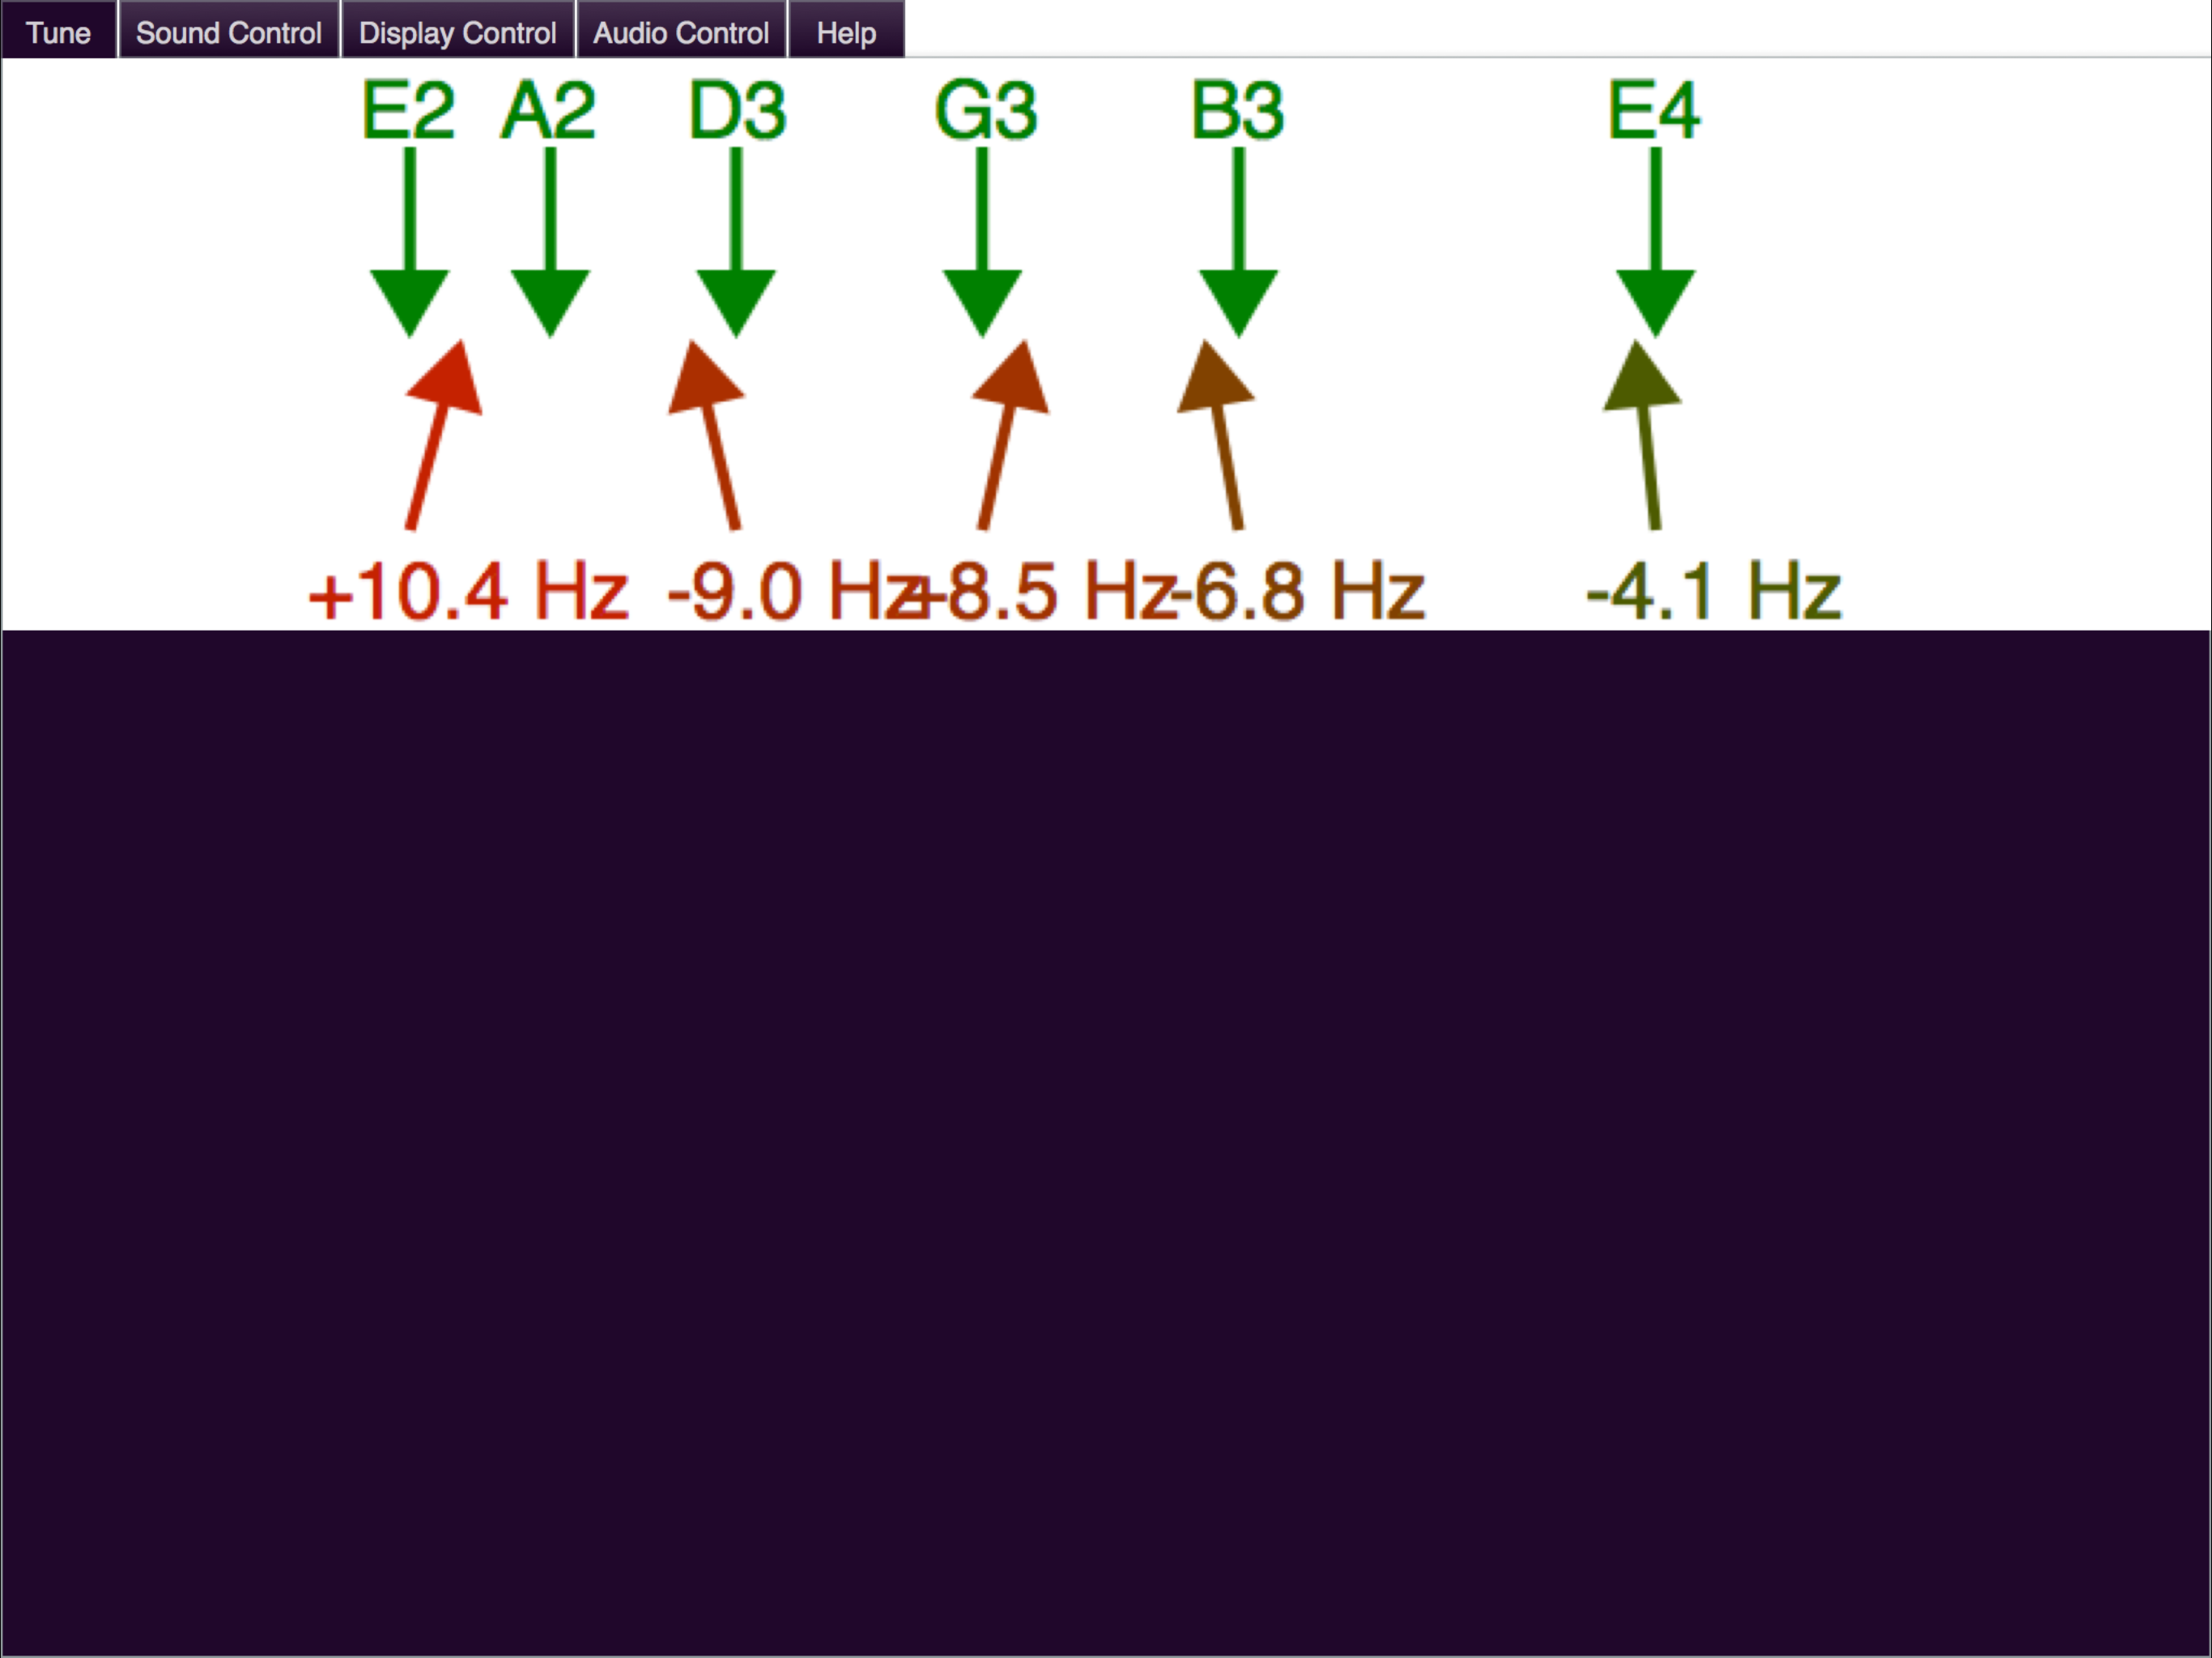 Tune Sound Control Display Control Audio Control Help
E2 A2 D3 G3 B3 E4
+10.4 Hz -9.0 Hz +8.5 Hz -6.8 Hz -4.1 Hz